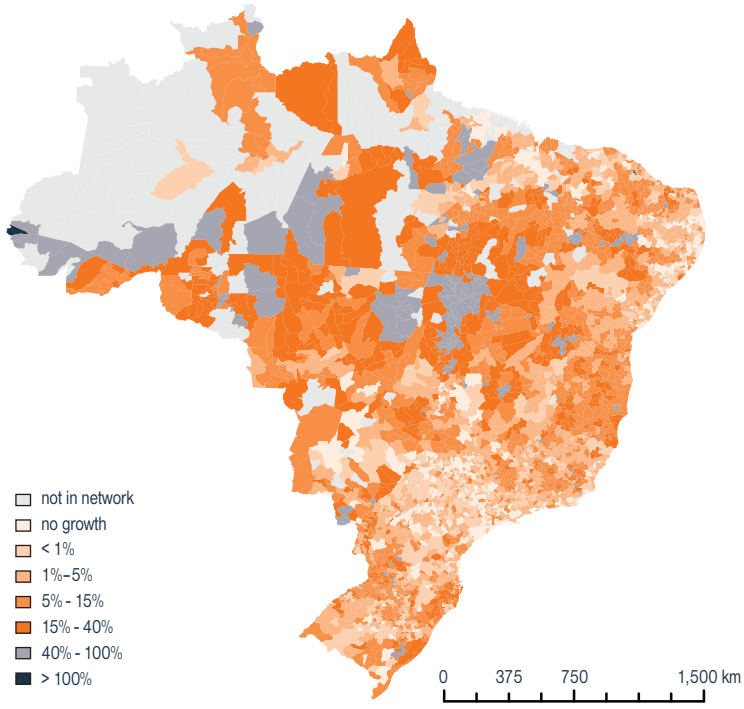 not in network
no growth
< 1%
1%–5%
5% - 15%
15% - 40%
40% - 100%
> 100%
0 375 750 1,500 km